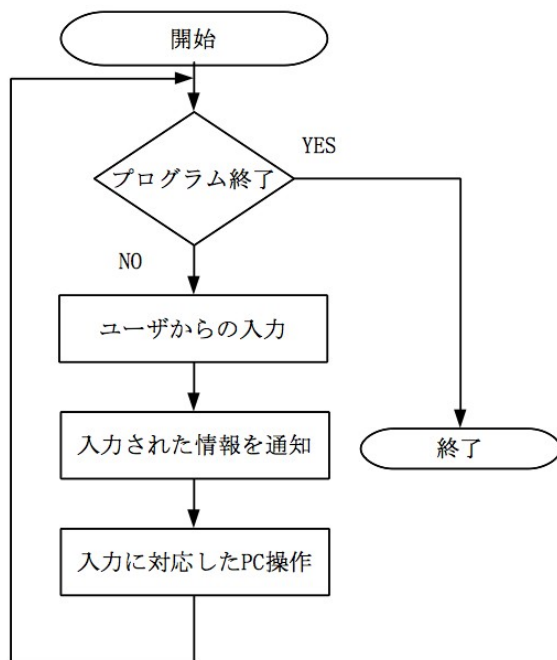 開始
プログラム終了
YES
NO
ユーザからの入力
入力された情報を通知
終了
入力に対応したPC操作